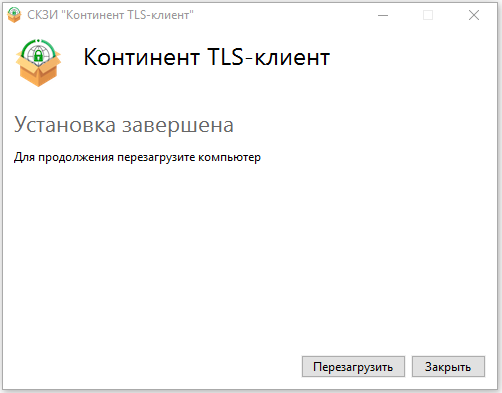 СКЗИ "Континент TLS-клиент"
Континент TLS-клиент
Установка завершена
Для продолжения перезагрузите компьютер
Перезагрузить
Закрыть